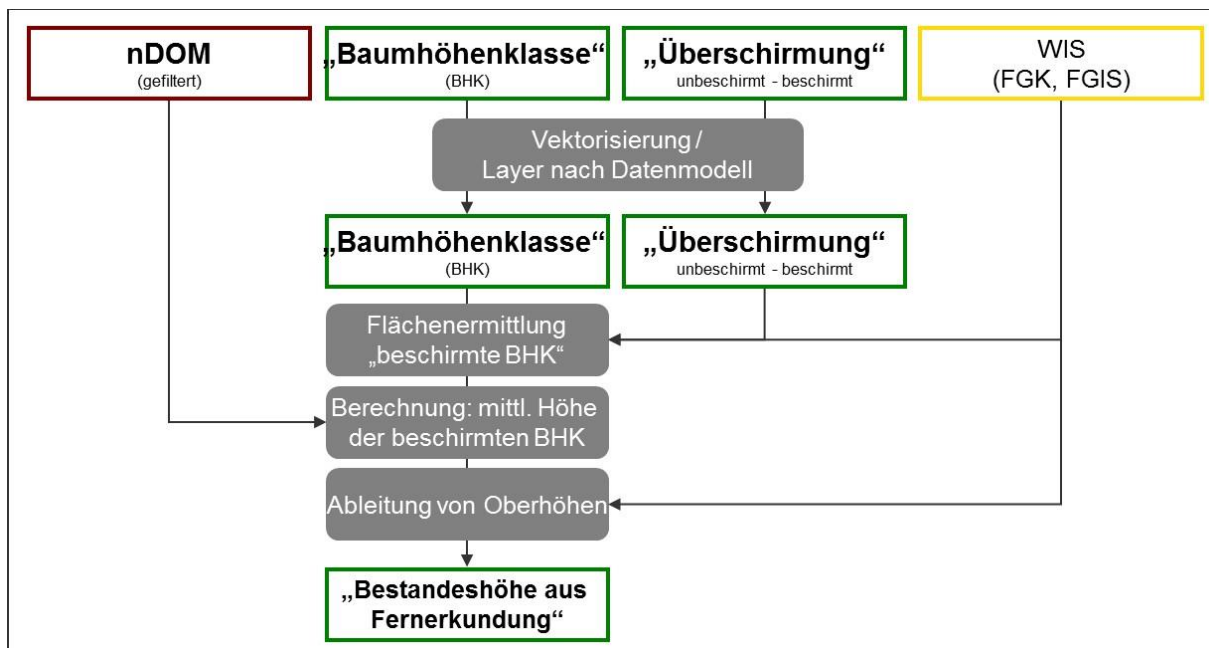 nDOM
(gefiltert)
„Baumhöhenklasse“
(BHK)
„Überschirmung“
unbeschirmt - beschirmt
WIS
(FGK, FGIS)
Vektorisierung /
Layer nach Datenmodell
„Baumhöhenklasse“
(BHK)
„Überschirmung“
unbeschirmt - beschirmt
Flächenermittlung
„beschirmte BHK“
Berechnung: mittl. Höhe
der beschirmten BHK
Ableitung von Oberhöhen
„Bestandeshöhe aus
Fernerkundung“